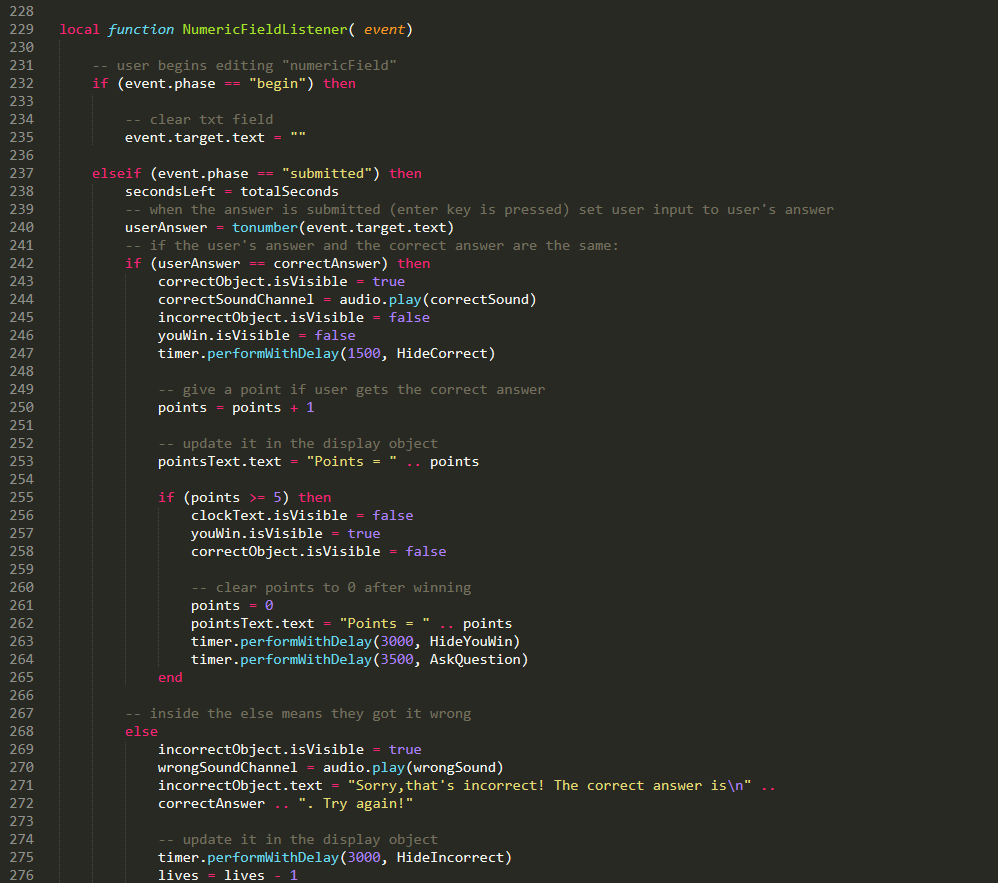 228
229 local function NumericFieldListener( event)
230
231     -- user begins editing "numericField"
232     if (event.phase == "begin") then
233
234         -- clear txt field
235         event.target.text = ""
236
237     elseif (event.phase == "submitted") then
238         secondsLeft = totalSeconds
239         -- when the answer is submitted (enter key is pressed) set user input to user's answer
240         userAnswer = tonumber(event.target.text)
241         -- if the user's answer and the correct answer are the same:
242         if (userAnswer == correctAnswer) then
243             correctObject.isVisible = true
244             correctSoundChannel = audio.play(correctSound)
245             incorrectObject.isVisible = false
246             youWin.isVisible = false
247             timer.performWithDelay(1500, HideCorrect)
248
249             -- give a point if user gets the correct answer
250             points = points + 1
251
252             -- update it in the display object
253             pointsText.text = "Points = " .. points
254
255             if (points >= 5) then
256                 clockText.isVisible = false
257                 youWin.isVisible = true
258                 correctObject.isVisible = false
259
260                 -- clear points to 0 after winning
261                 points = 0
262                 pointsText.text = "Points = " .. points
263                 timer.performWithDelay(3000, HideYouWin)
264                 timer.performWithDelay(3500, AskQuestion)
265             end
266
267         -- inside the else means they got it wrong
268         else
269             incorrectObject.isVisible = true
270             wrongSoundChannel = audio.play(wrongSound)
271             incorrectObject.text = "Sorry,that's incorrect! The correct answer is\n" ..
272             correctAnswer .. ". Try again!"
273
274             -- update it in the display object
275             timer.performWithDelay(3000, HideIncorrect)
276             lives = lives - 1